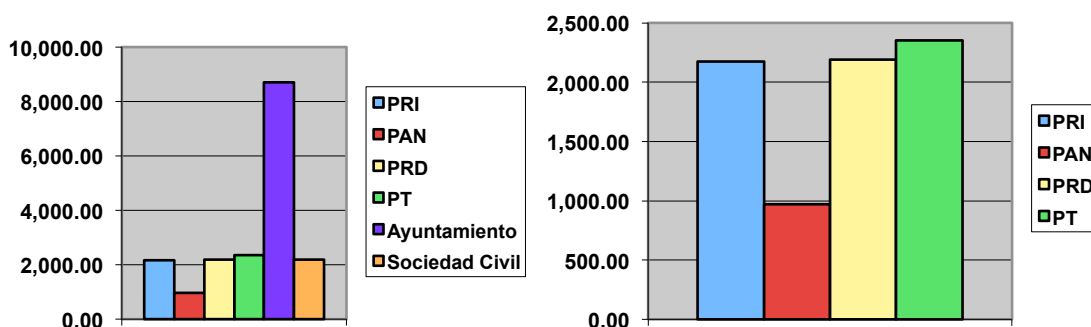 10,000.00
8,000.00
6,000.00
4,000.00
2,000.00
0.00
PRI
PAN
PRD
PT
Ayuntamiento
Sociedad Civil
2,500.00
2,000.00
1,500.00
1,000.00
500.00
0.00
PRI
PAN
PRD
PT